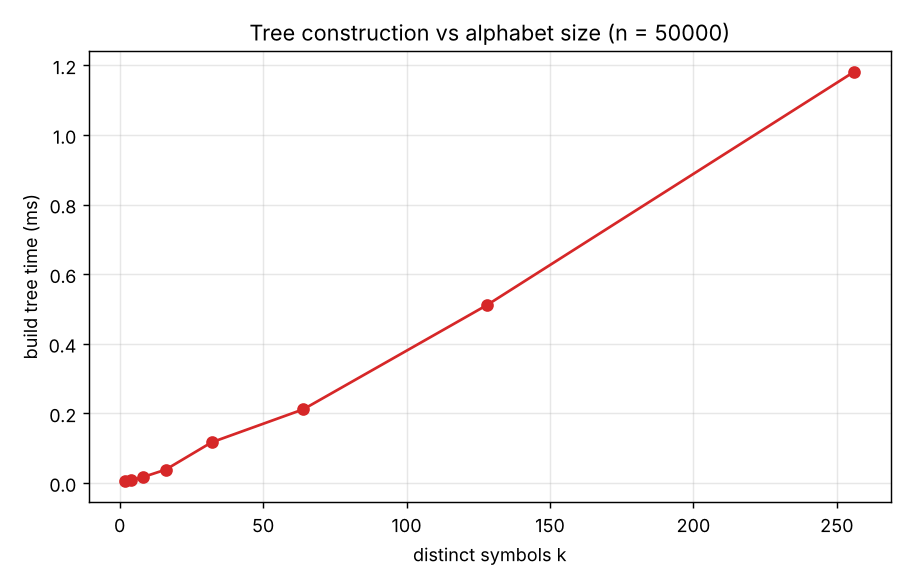 Tree construction vs alphabet size (n = 50000)
1.2
1.0
0.8
0.6
0.4
0.2
0.0
build tree time (ms)
0 50 100 150 200 250
distinct symbols k